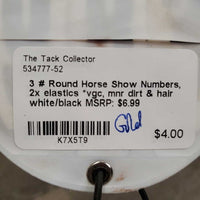 The Tack Collector
534777-52
3 # Round Horse Show Numbers,
2x elastics *vgc, mnr dirt & hair
white/black MSRP: $6.99
K7X5T9
Gold
$4.00